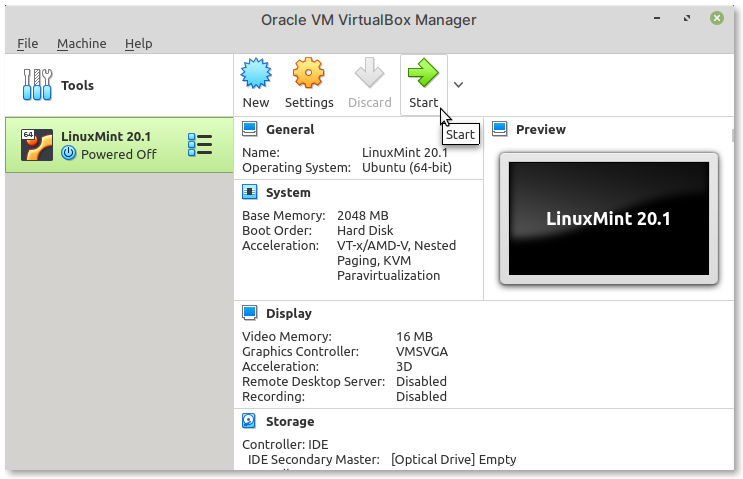 Oracle VM VirtualBox Manager
File Machine Help
Tools
New Settings Discard Start
Start
64
LinuxMint 20.1
Powered Off
General
Name: LinuxMint 20.1
Operating System: Ubuntu (64-bit)
System
Base Memory: 2048 MB
Boot Order: Hard Disk
Acceleration: VT-x/AMD-V, Nested
Paging, KVM
Paravirtualization
Preview
LinuxMint 20.1
Display
Video Memory: 16 MB
Graphics Controller: VMSVGA
Acceleration: 3D
Remote Desktop Server: Disabled
Recording: Disabled
Storage
Controller: IDE
IDE Secondary Master: [Optical Drive] Empty